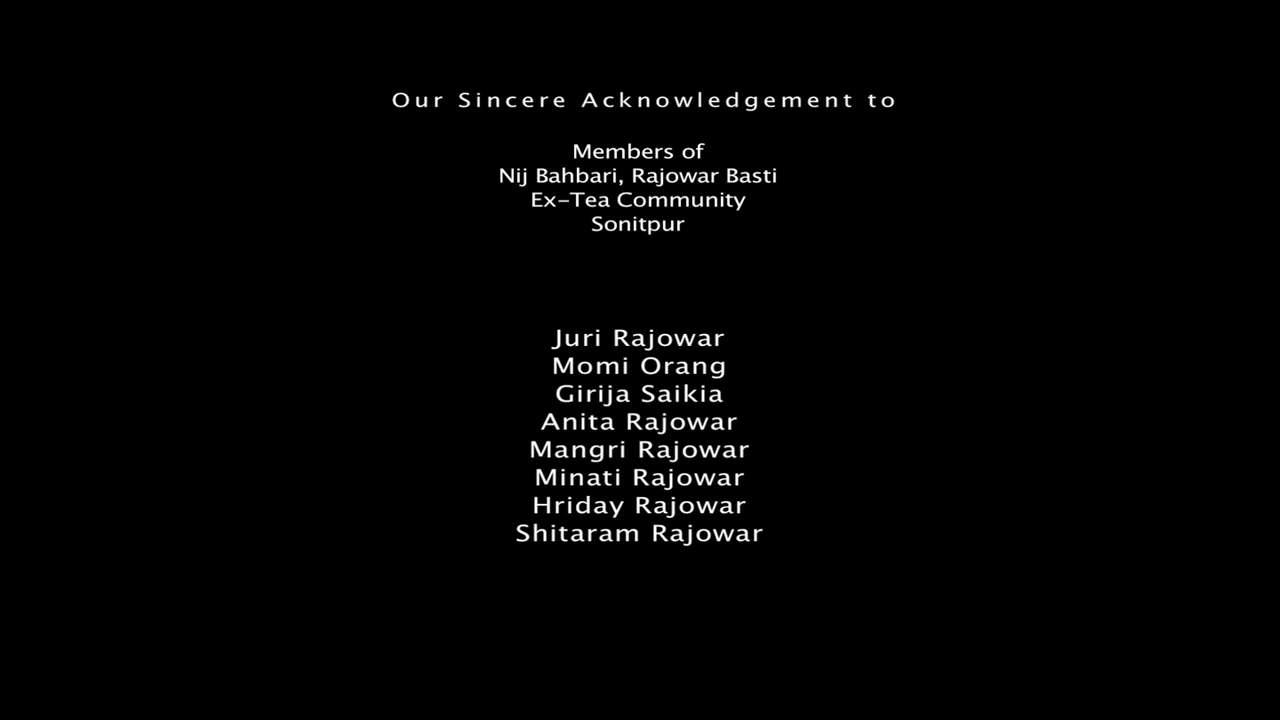 Our Sincere Acknowledgement to
Members of
Nij Bahbari, Rajowar Basti
Ex-Tea Community
Sonitpur
Juri Rajowar
Momi Orang
Girija Saikia
Anita Rajowar
Mangri Rajowar
Minati Rajowar
Hriday Rajowar
Shitaram Rajowar